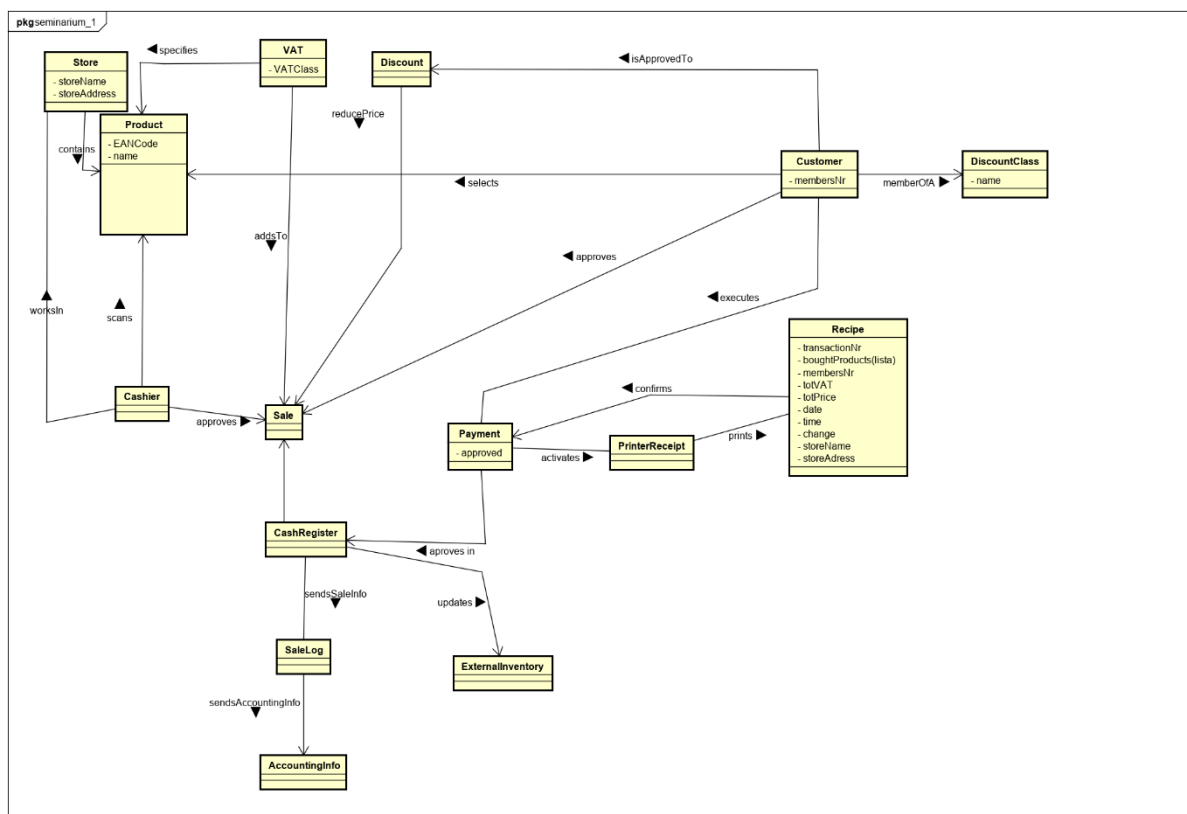 pkg seminarium_1
Store
- storeName
- storeAddress
◀ specifies
VAT
- VATClass
Discount
◀ isApprovedTo
reducePrice
▼
Product
- EANCode
- name
contains
▼
Customer
- membersNr
memberOfA ▶
DiscountClass
- name
◀ selects
addsTo
▼
◀ approves
▲
worksIn
▲
scans
◀ executes
Recipe
- transactionNr
- boughtProducts(lista)
- membersNr
- totVAT
- totPrice
- date
- time
- change
- storeName
- storeAdress
Cashier
approves ▶
Sale
◀ confirms
Payment
- approved
activates ▶
PrinterReceipt
prints ▶
CashRegister
◀ aproves in
sendsSaleInfo
▼
updates ▶
SaleLog
ExternalInventory
sendsAccountingInfo
▼
AccountingInfo